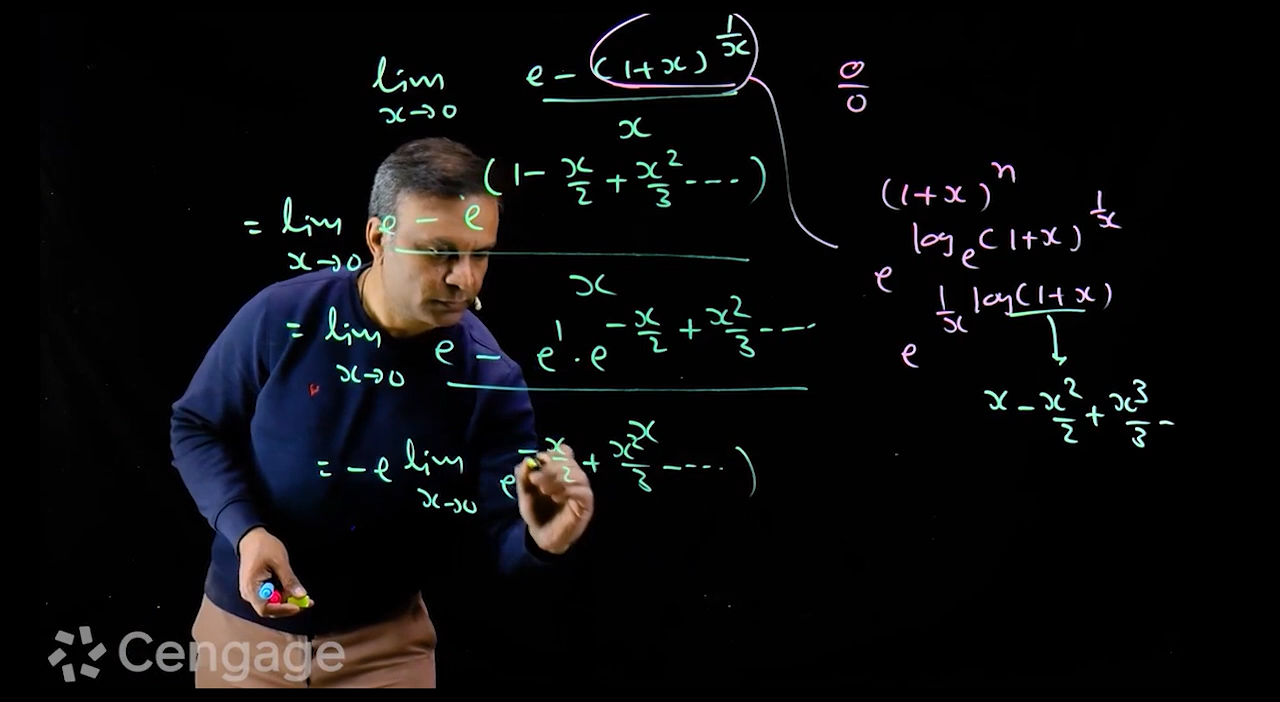 lim x→0 (e − (1+x)^(1/x)) / x
0/0
= lim x→0 (e − e^(1 − x/2 + x²/3 ----)) / x
= lim x→0 (e − e¹ · e^(−x/2 + x²/3 ----)) / x
= −e lim x→0 e^(−x/2 + x²/3 − ----)
(1+x)^n
e^(log_e (1+x)^(1/x))
e^((1/x) log(1+x))
x − x²/2 + x³/3 −
Cengage